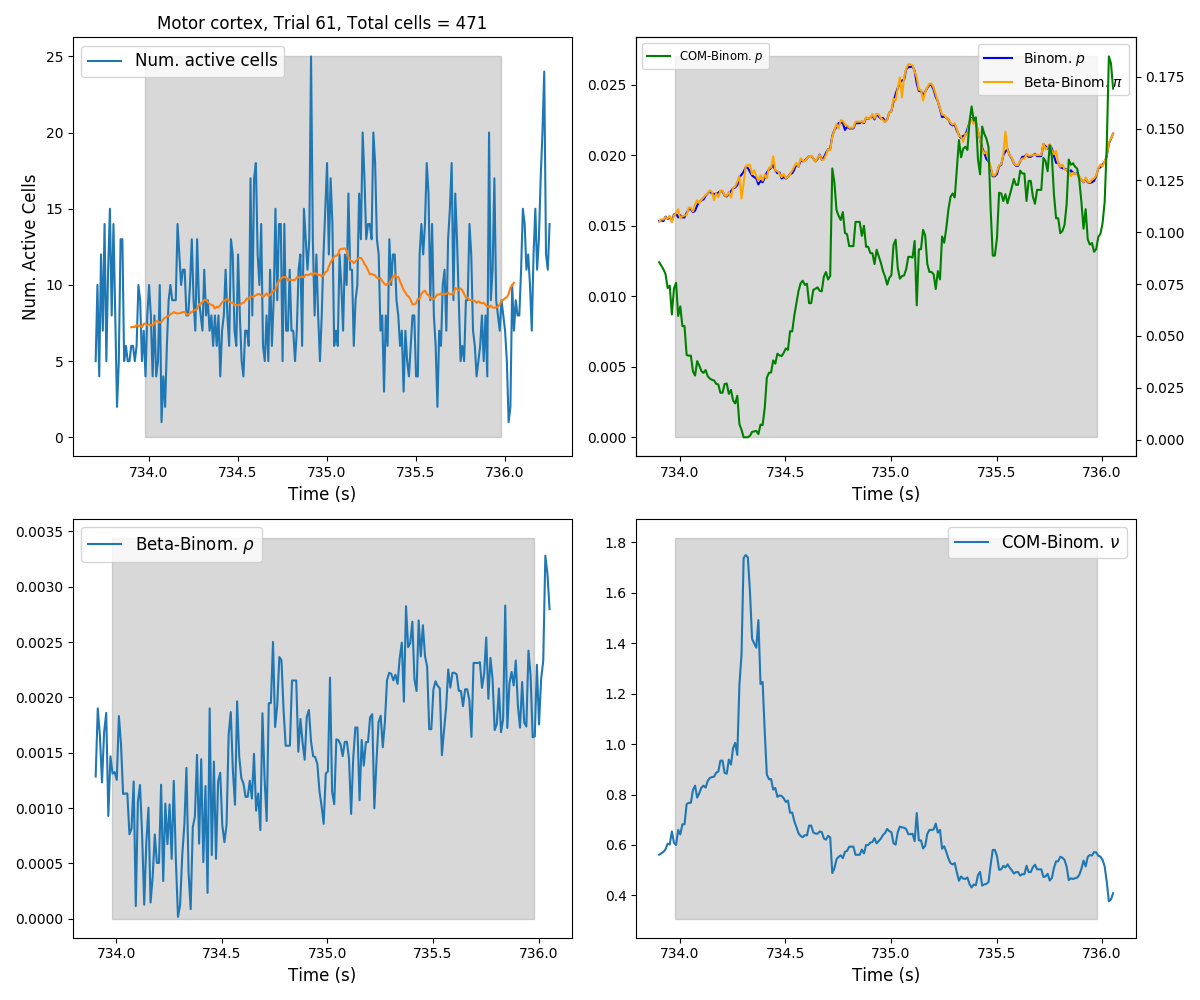 Motor cortex, Trial 61, Total cells = 471
Num. active cells
Num. Active Cells
25
20
15
10
5
0
734.0 734.5 735.0 735.5 736.0
Time (s)
COM-Binom. p
Binom. p
Beta-Binom. π
0.025
0.020
0.015
0.010
0.005
0.000
0.175
0.150
0.125
0.100
0.075
0.050
0.025
0.000
734.0 734.5 735.0 735.5 736.0
Time (s)
Beta-Binom. ρ
0.0035
0.0030
0.0025
0.0020
0.0015
0.0010
0.0005
0.0000
734.0 734.5 735.0 735.5 736.0
Time (s)
COM-Binom. ν
1.8
1.6
1.4
1.2
1.0
0.8
0.6
0.4
734.0 734.5 735.0 735.5 736.0
Time (s)